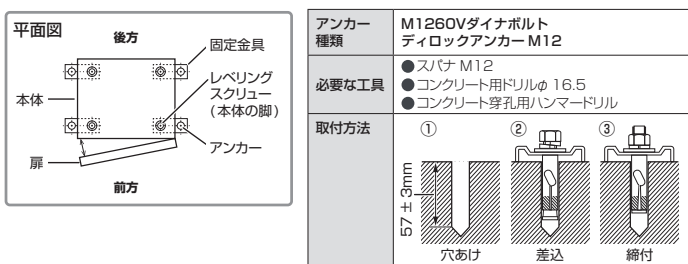 平面図
後方
固定金具
レベリング
スクリュー
(本体の脚)
本体
アンカー
扉
前方
アンカー
種類
M1260Vダイナボルト
ディロックアンカー M12
必要な工具
●スパナ M12
●コンクリート用ドリルφ 16.5
●コンクリート穿孔用ハンマードリル
取付方法
①
②
③
57 ± 3mm
穴あけ
差込
締付